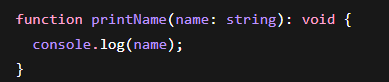 function printName(name: string): void {
  console.log(name);
}